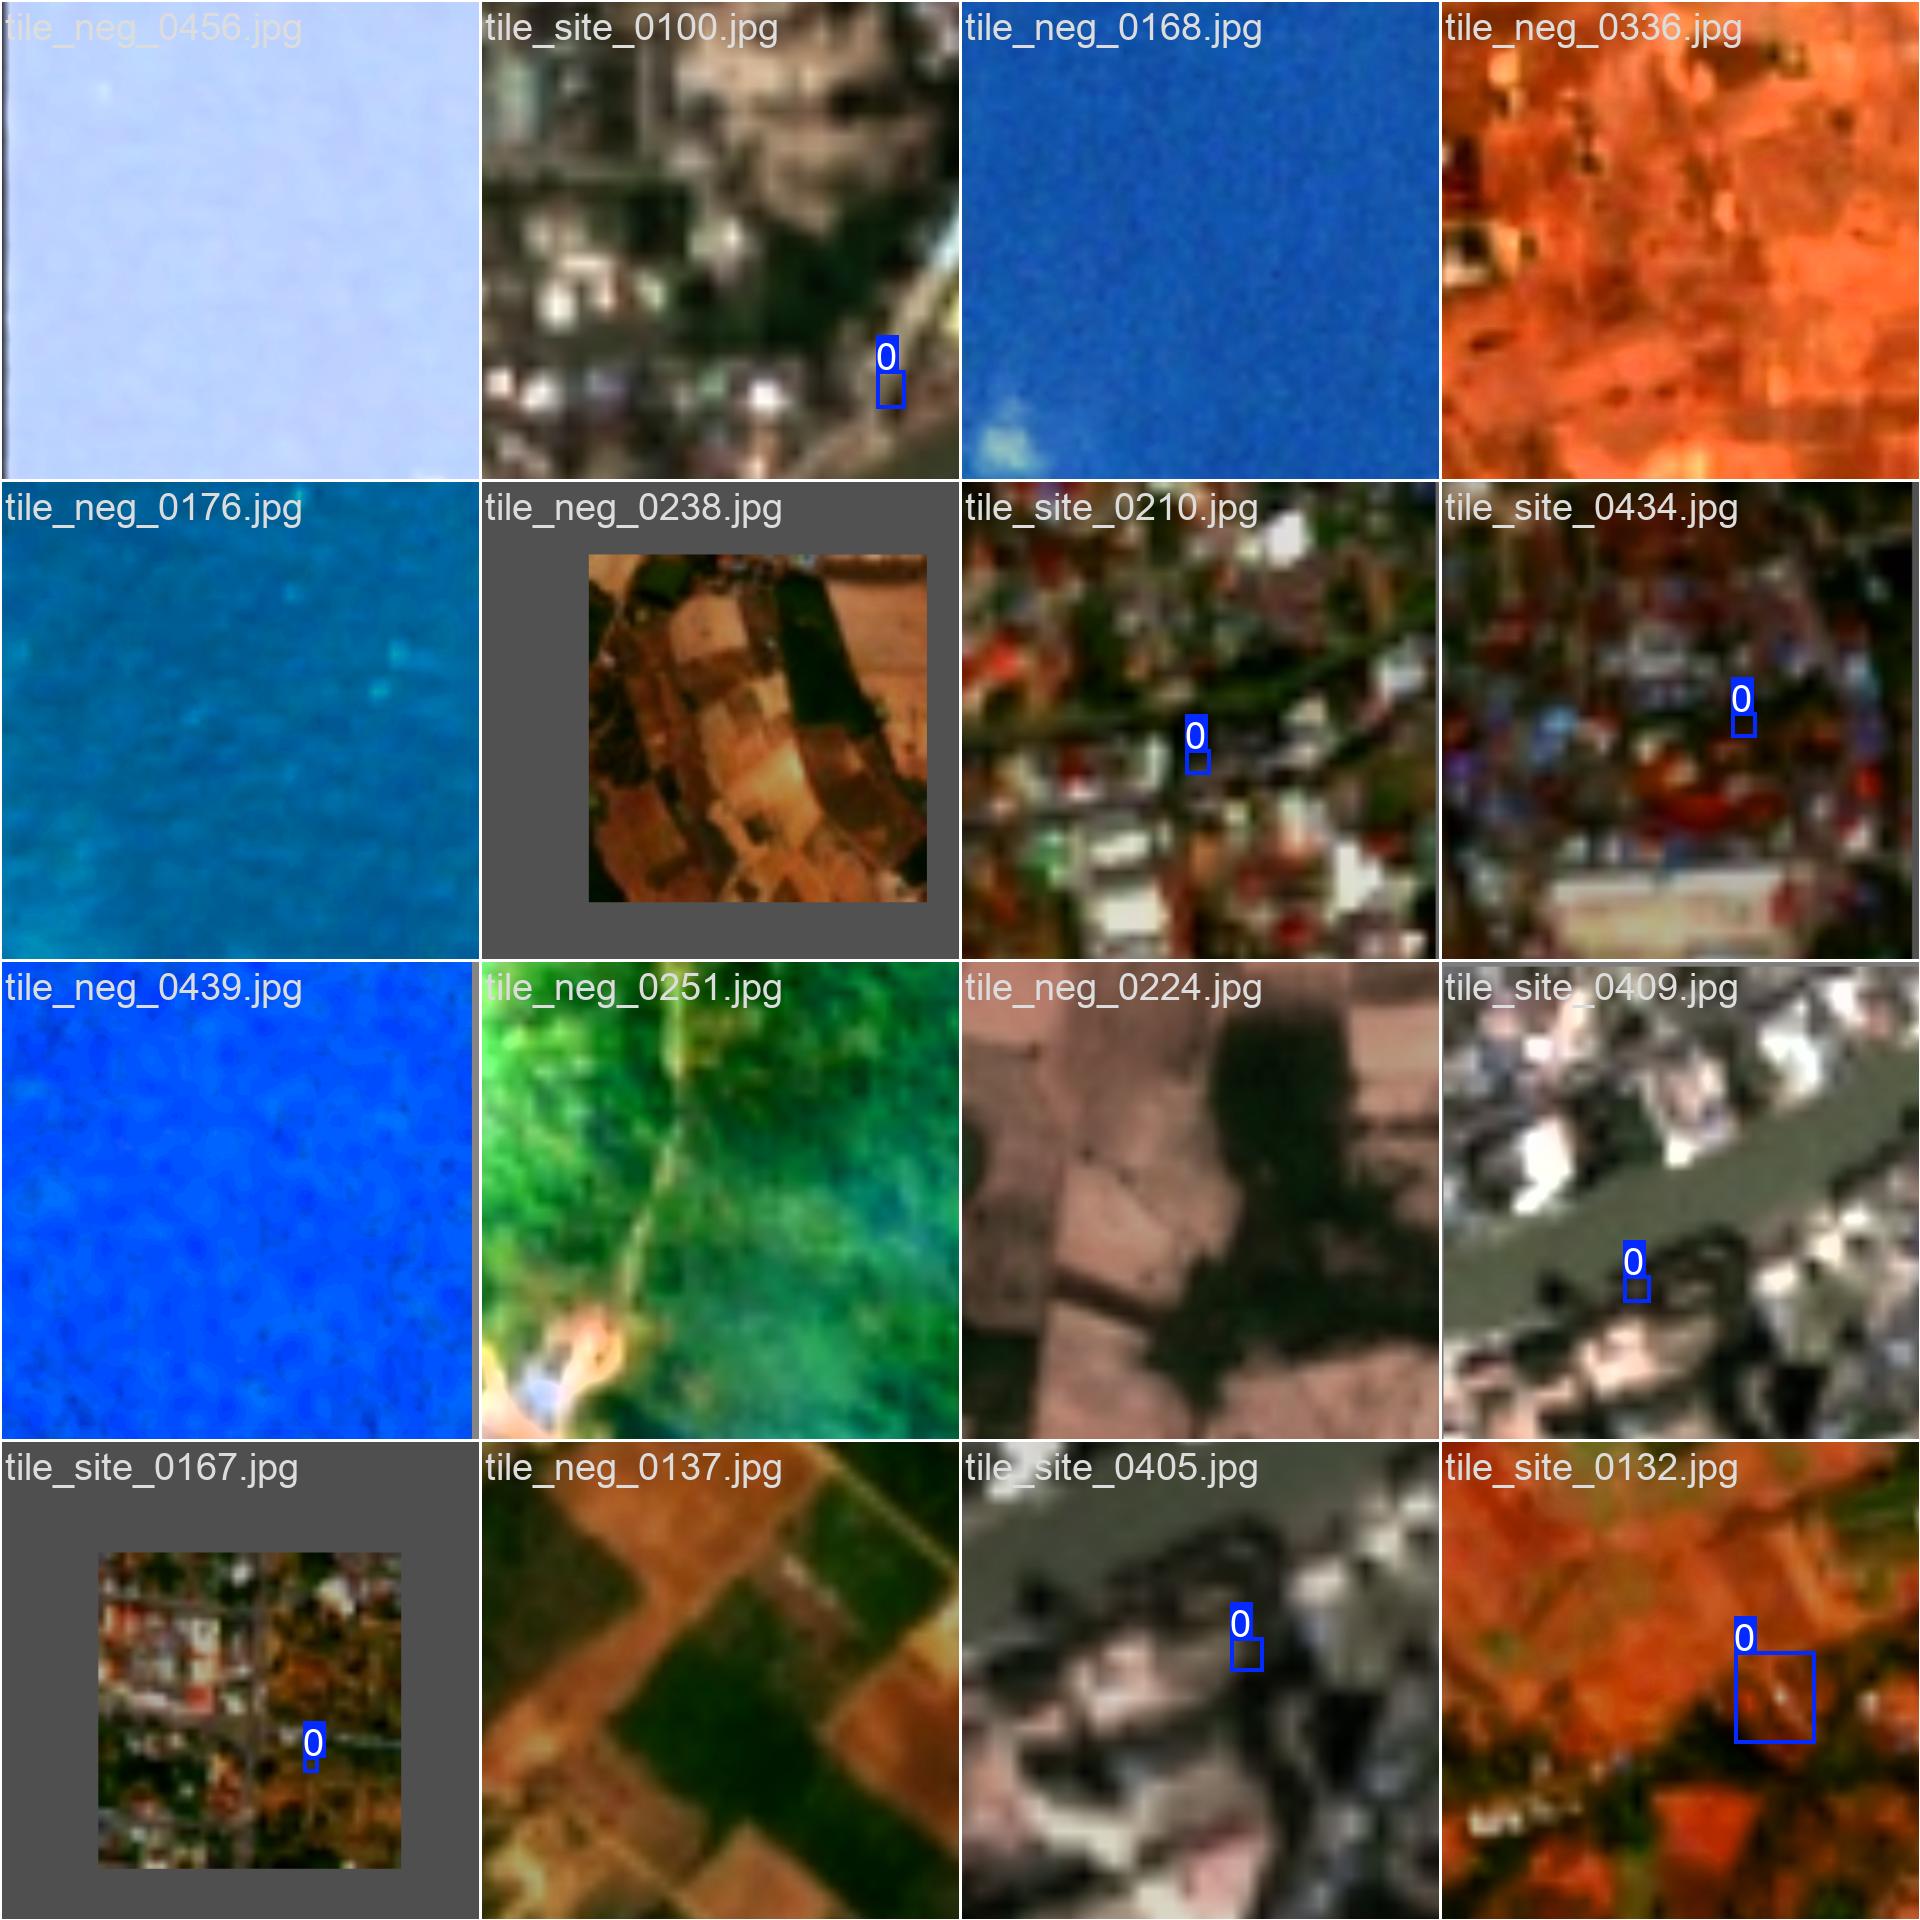 tile_neg_0456.jpg
tile_site_0100.jpg
tile_neg_0168.jpg
tile_neg_0336.jpg
0
tile_neg_0176.jpg
tile_neg_0238.jpg
tile_site_0210.jpg
tile_site_0434.jpg
0
0
tile_neg_0439.jpg
tile_neg_0251.jpg
tile_neg_0224.jpg
tile_site_0409.jpg
0
tile_site_0167.jpg
tile_neg_0137.jpg
tile_site_0405.jpg
tile_site_0132.jpg
0
0
0